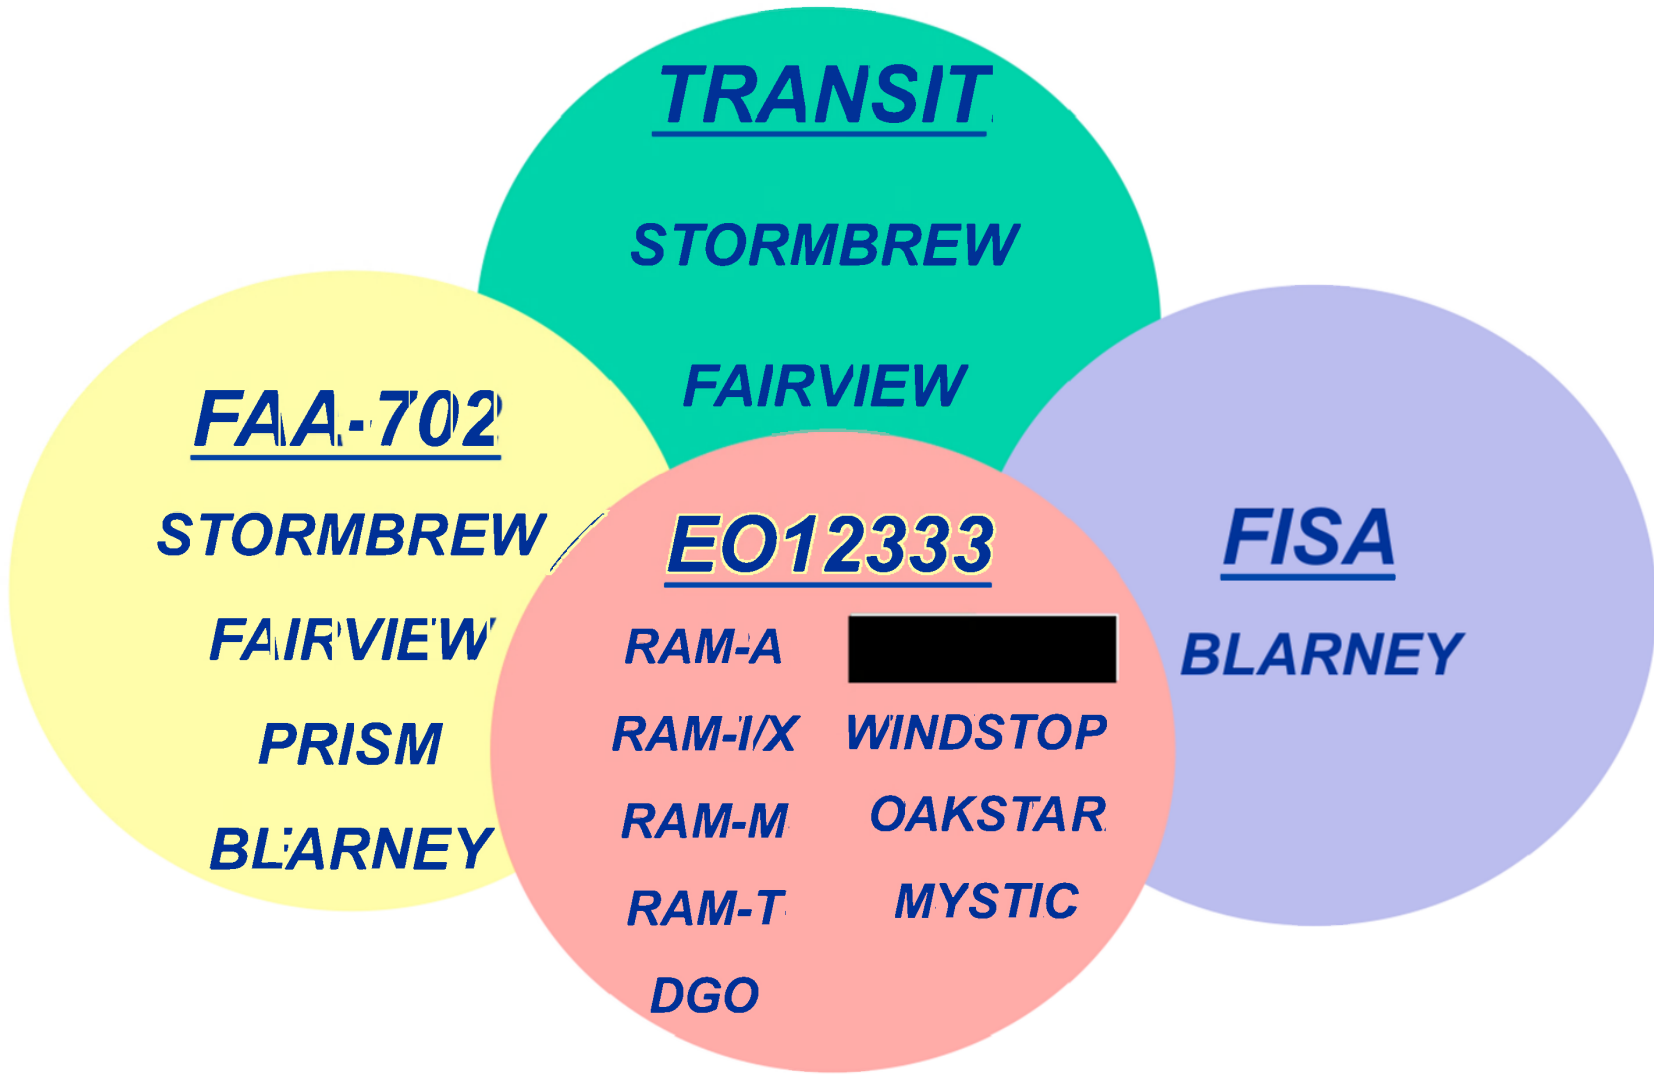 TRANSIT
STORMBREW
FAIRVIEW
FAA-702
STORMBREW
FAIRVIEW
PRISM
BLARNEY
EO12333
RAM-A
RAM-I/X WINDSTOP
RAM-M OAKSTAR
RAM-T MYSTIC
DGO
FISA
BLARNEY